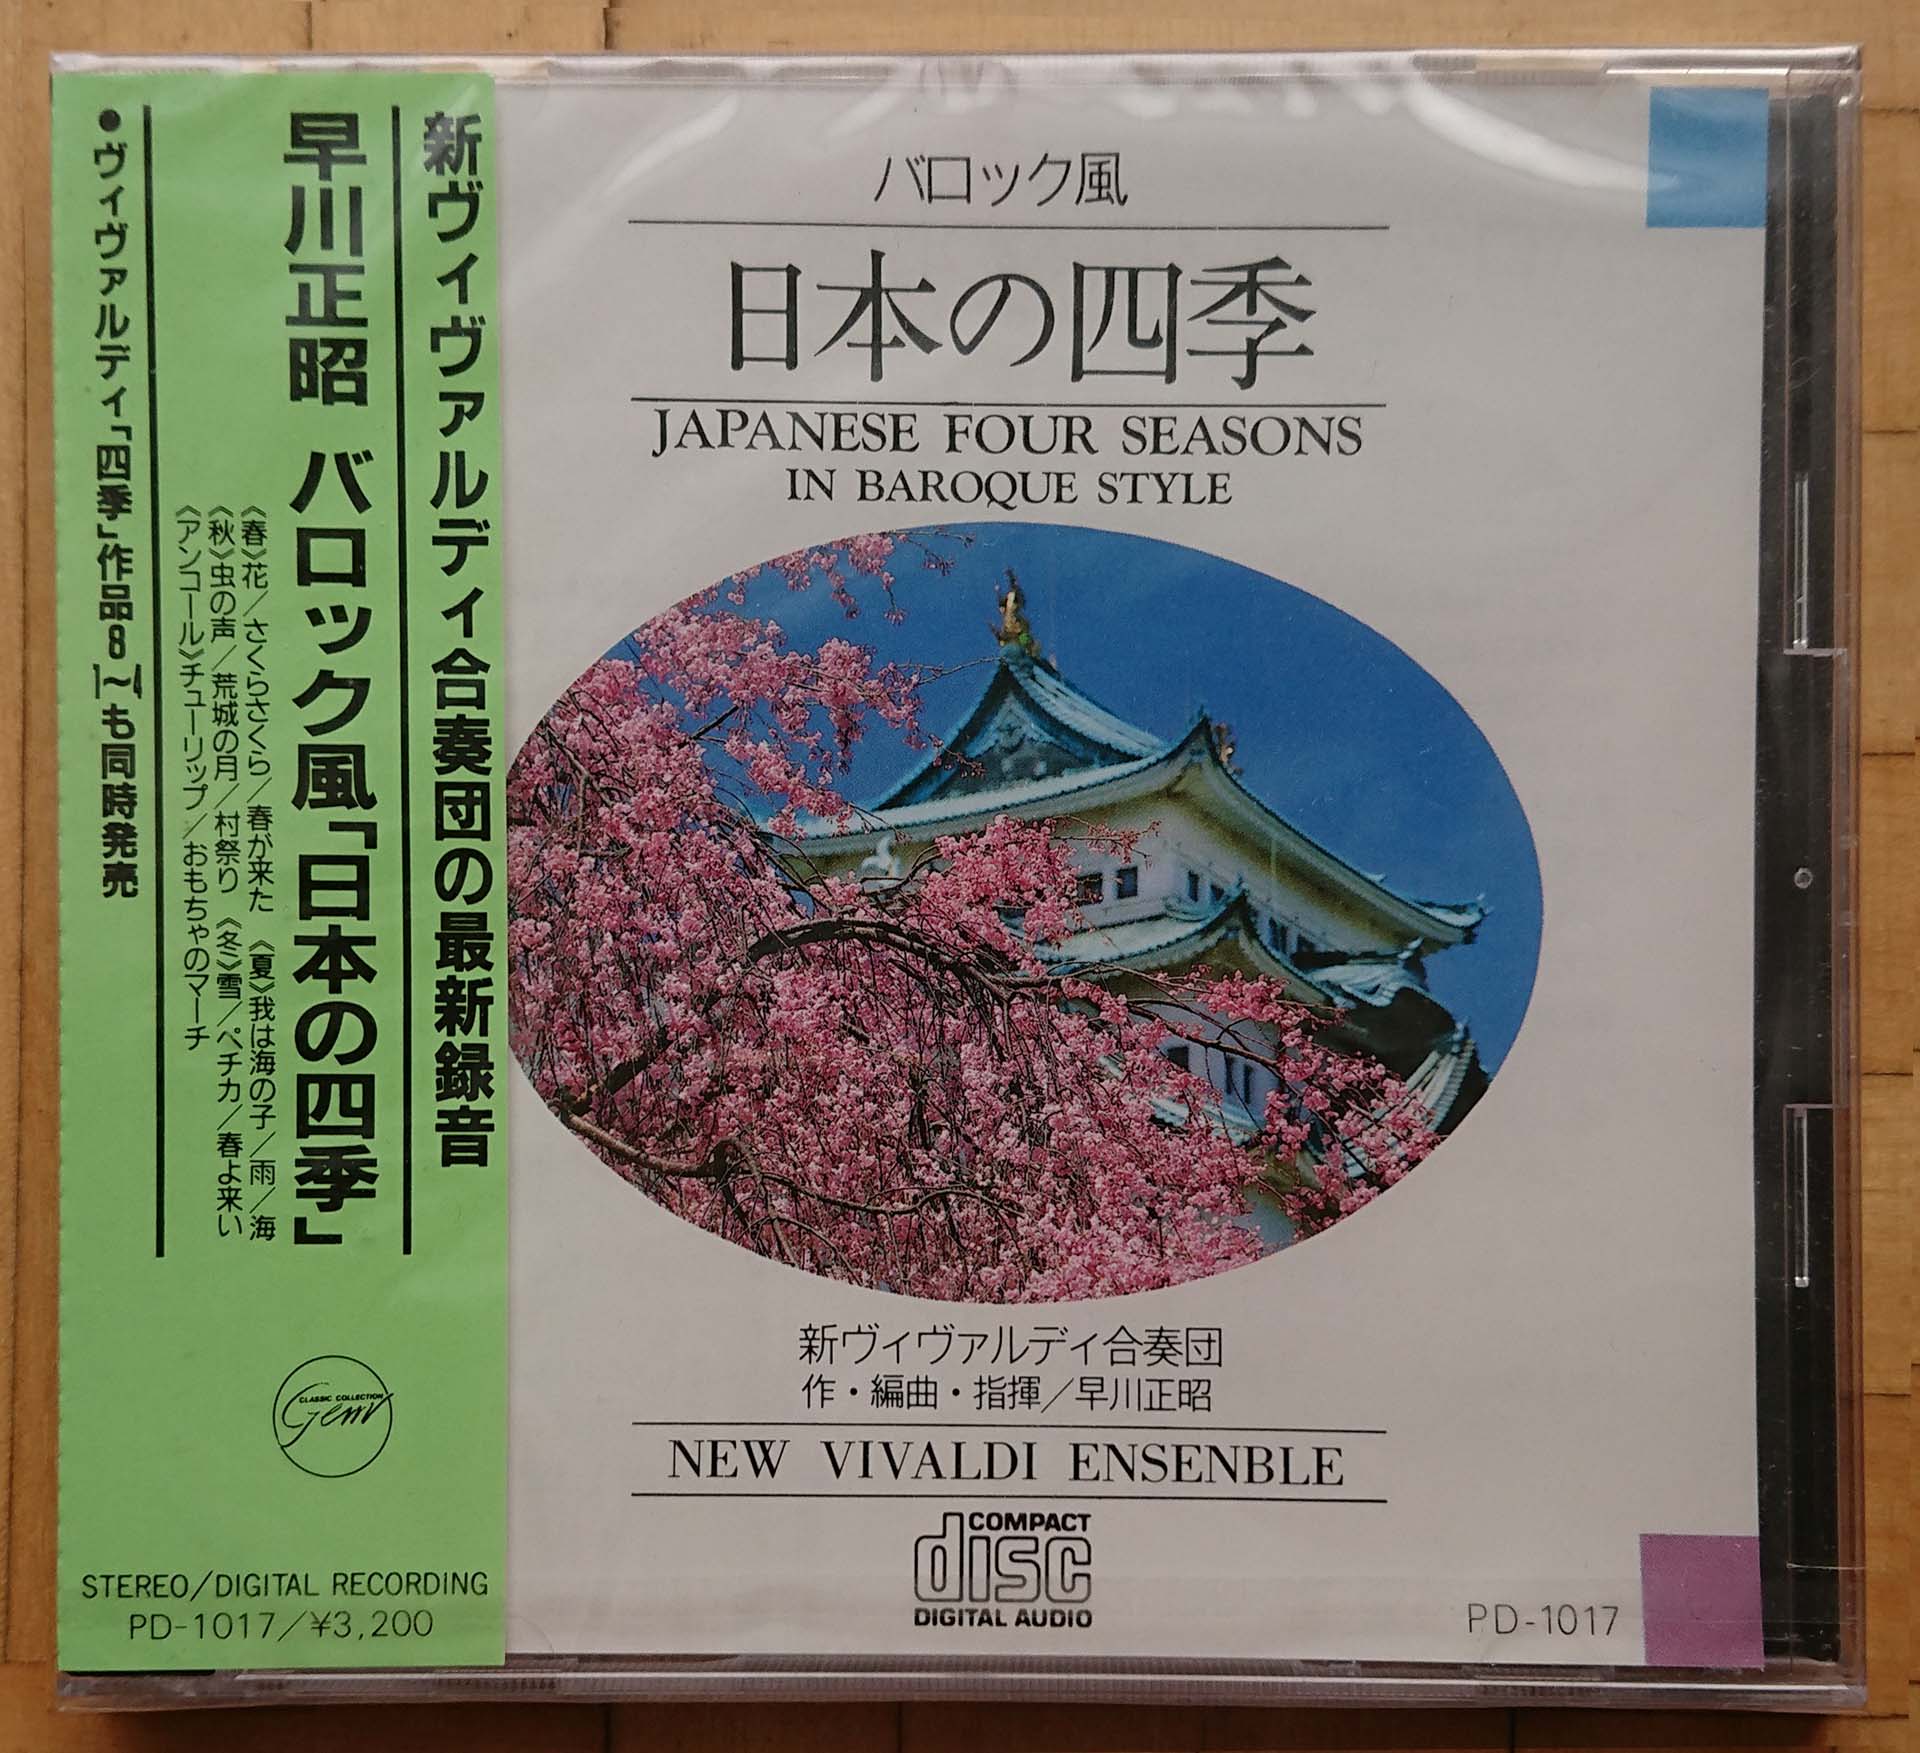 新ヴィヴァルディ合奏団の最新録音
早川正昭 バロック風「日本の四季」
《春》花／さくらさくら／春が来た 《夏》我は海の子／雨／海
《秋》虫の声／荒城の月／村祭り 《冬》雪／ペチカ／春よ来い
《アンコール》チューリップ／おもちゃのマーチ
●ヴィヴァルディ「四季」作品8 1〜4も同時発売
CLASSIC COLLECTION
Gem
STEREO/DIGITAL RECORDING
PD-1017/¥3,200
バロック風
日本の四季
JAPANESE FOUR SEASONS
IN BAROQUE STYLE
新ヴィヴァルディ合奏団
作・編曲・指揮／早川正昭
NEW VIVALDI ENSENBLE
COMPACT
disc
DIGITAL AUDIO
PD-1017